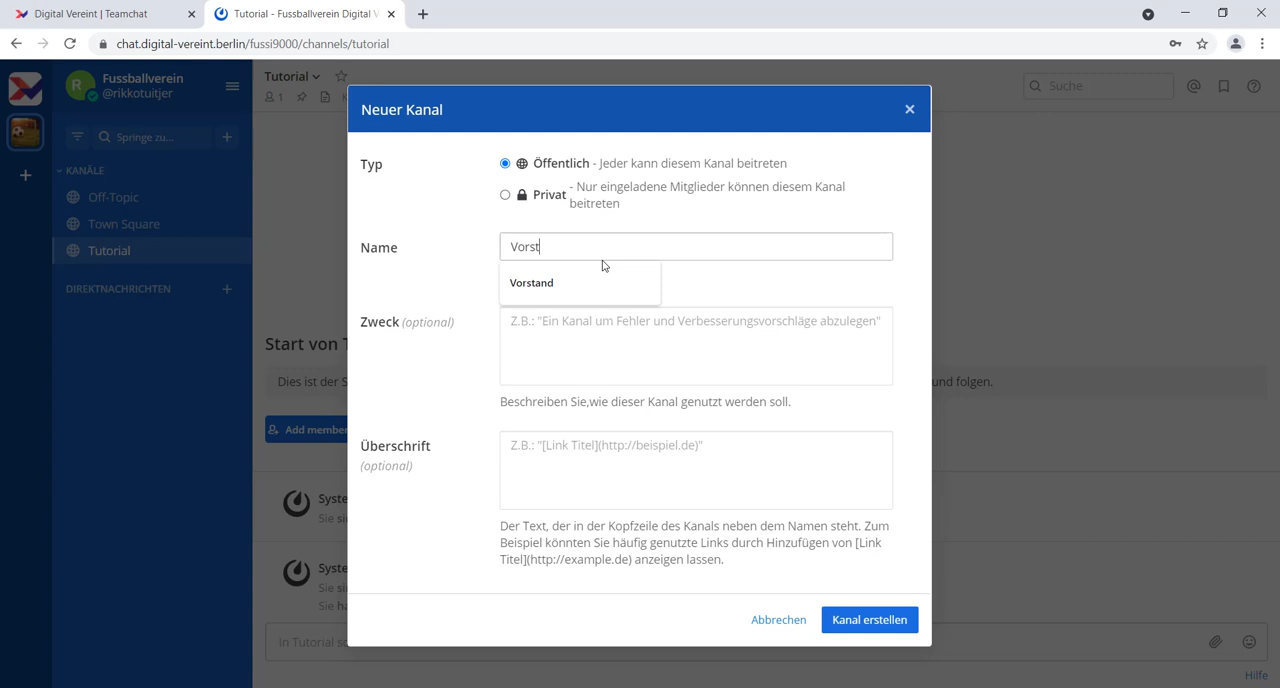 Digital Vereint | Teamchat
Tutorial - Fussballverein Digital V
chat.digital-vereint.berlin/fussi9000/channels/tutorial
R
Fussballverein
@rikkotuitjer
Springe zu...
KANÄLE
Off-Topic
Town Square
Tutorial
DIREKTNACHRICHTEN
Tutorial
1
Suche
Start von T
Dies ist der S
und folgen.
Add member
Syste
Sie si
Syste
Sie si
Sie ha
In Tutorial sc
Hilfe
Neuer Kanal
Typ
Öffentlich - Jeder kann diesem Kanal beitreten
Privat - Nur eingeladene Mitglieder können diesem Kanal
beitreten
Name
Vorst
Vorstand
Zweck (optional)
Z.B.: "Ein Kanal um Fehler und Verbesserungsvorschläge abzulegen"
Beschreiben Sie,wie dieser Kanal genutzt werden soll.
Überschrift
(optional)
Z.B.: "[Link Titel](http://beispiel.de)"
Der Text, der in der Kopfzeile des Kanals neben dem Namen steht. Zum
Beispiel könnten Sie häufig genutzte Links durch Hinzufügen von [Link
Titel](http://example.de) anzeigen lassen.
Abbrechen
Kanal erstellen